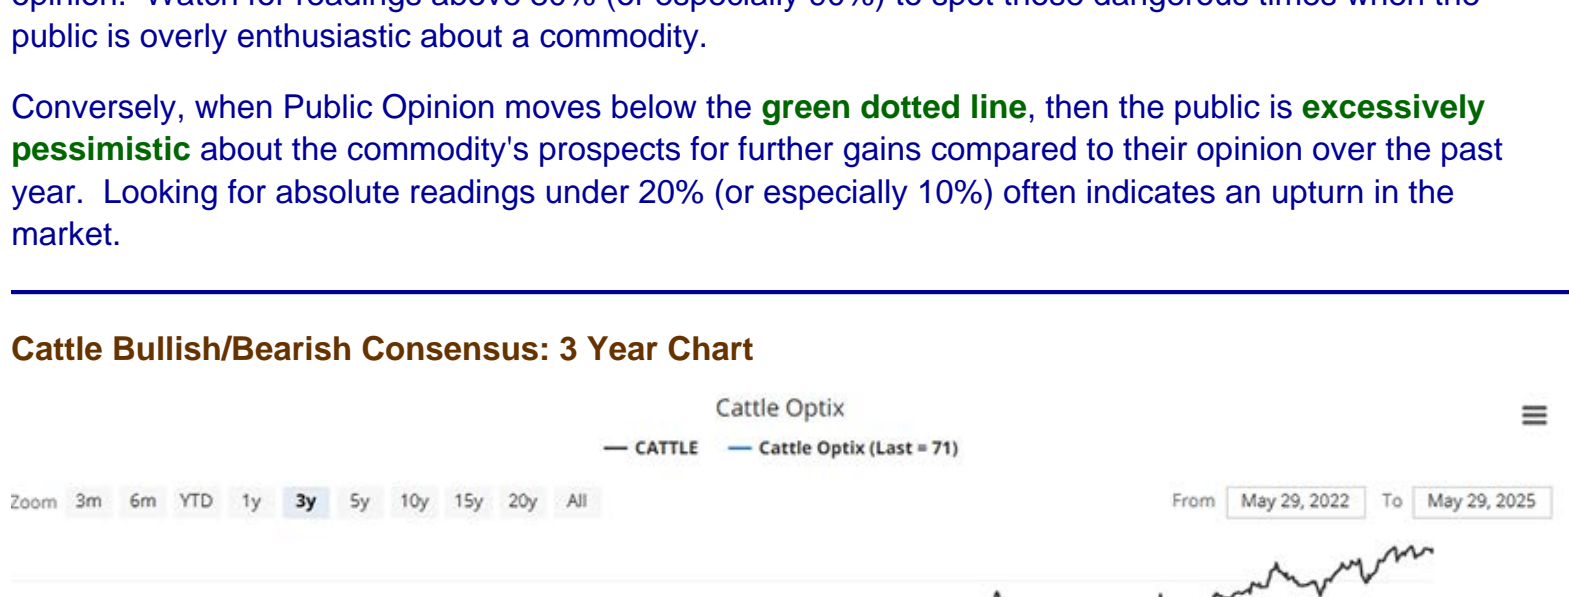 public is overly enthusiastic about a commodity.
Conversely, when Public Opinion moves below the green dotted line, then the public is excessively
pessimistic about the commodity's prospects for further gains compared to their opinion over the past
year.  Looking for absolute readings under 20% (or especially 10%) often indicates an upturn in the
market.
Cattle Bullish/Bearish Consensus: 3 Year Chart
Cattle Optix
CATTLE Cattle Optix (Last = 71)
Zoom 3m 6m YTD 1y 3y 5y 10y 15y 20y All From May 29, 2022 To May 29, 2025